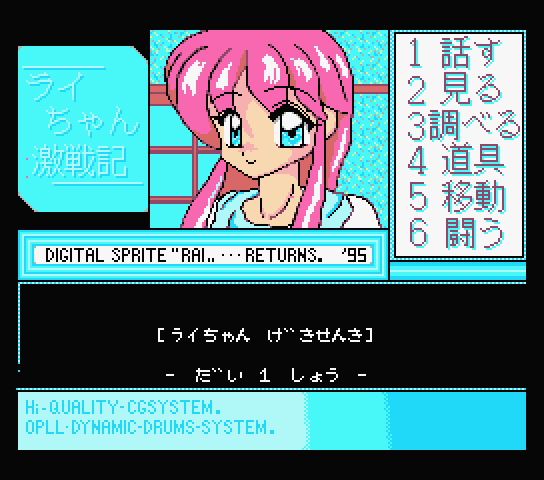 ライ
ちゃん
激戦記
1 話す
2 見る
3調べる
4 道具
5 移動
6 闘う
DIGITAL SPRITE "RAI.. ･･･RETURNS. '95
[ライちゃん げきせんき]
- だい 1 しょう -
Hi-QUALITY-CGSYSTEM.
OPLL-DYNAMIC-DRUMS-SYSTEM.